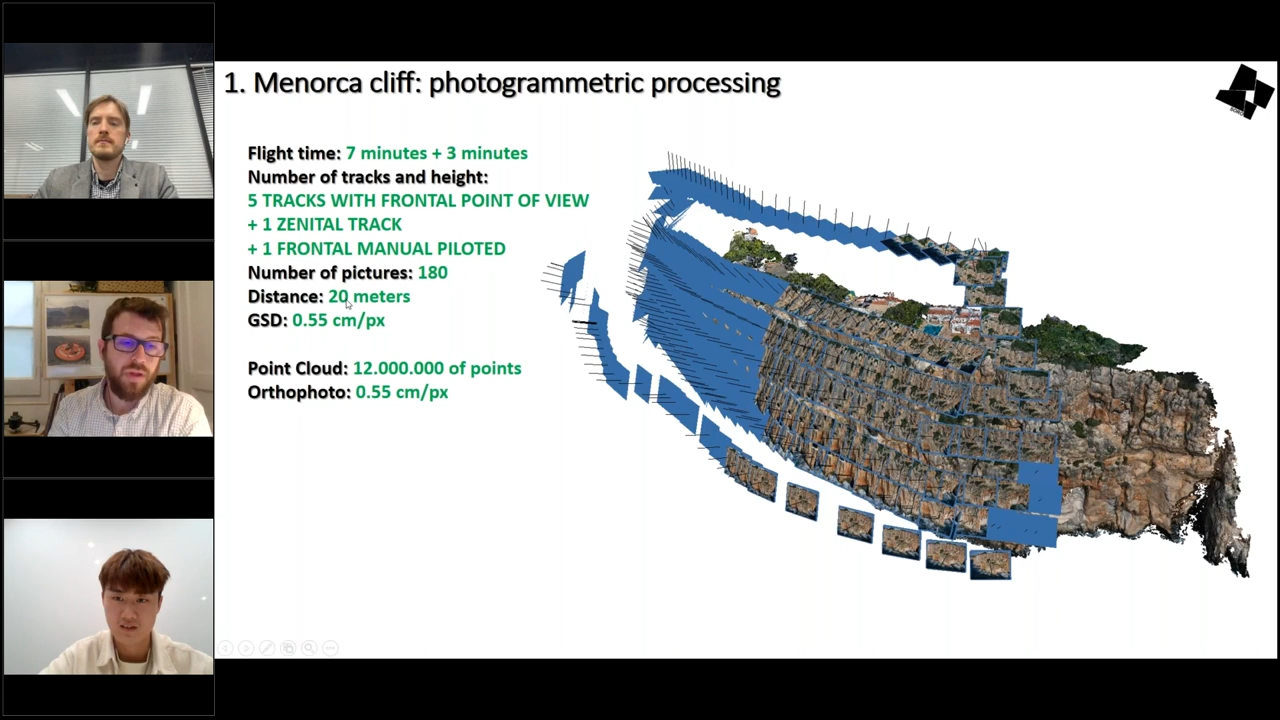 1. Menorca cliff: photogrammetric processing
Flight time: 7 minutes + 3 minutes
Number of tracks and height:
5 TRACKS WITH FRONTAL POINT OF VIEW
+ 1 ZENITAL TRACK
+ 1 FRONTAL MANUAL PILOTED
Number of pictures: 180
Distance: 20 meters
GSD: 0.55 cm/px
Point Cloud: 12.000.000 of points
Orthophoto: 0.55 cm/px